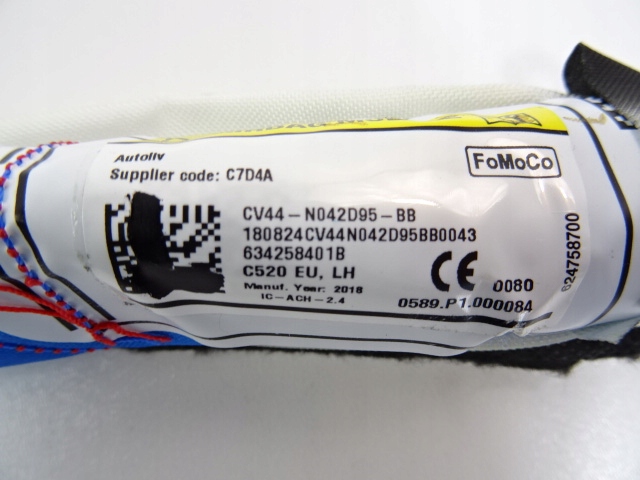 Autoliv
Supplier code: C7D4A
FoMoCo
CV44-N042D95-BB
180824CV44N042D95BB0043
634258401B
C520 EU, LH
Manuf. Year: 2018
IC-ACH-2.4
CE 0080
0589.P1.000084
624758700